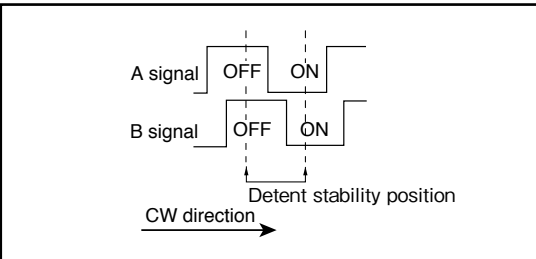 A signal OFF ON
B signal OFF ON
Detent stability position
CW direction